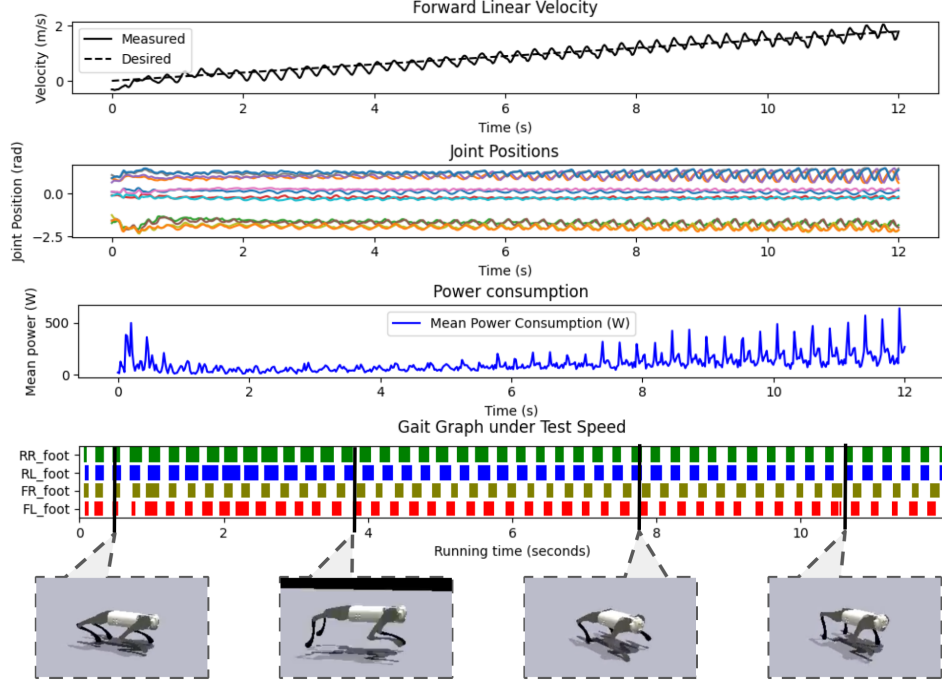 Forward Linear Velocity
Velocity (m/s)
2
0
Measured
Desired
0 2 4 6 8 10 12
Time (s)
Joint Positions
Joint Position (rad)
0.0
−2.5
0 2 4 6 8 10 12
Time (s)
Power consumption
Mean power (W)
500
0
Mean Power Consumption (W)
0 2 4 6 8 10 12
Time (s)
Gait Graph under Test Speed
RR_foot
RL_foot
FR_foot
FL_foot
0 2 4 6 8 10
Running time (seconds)